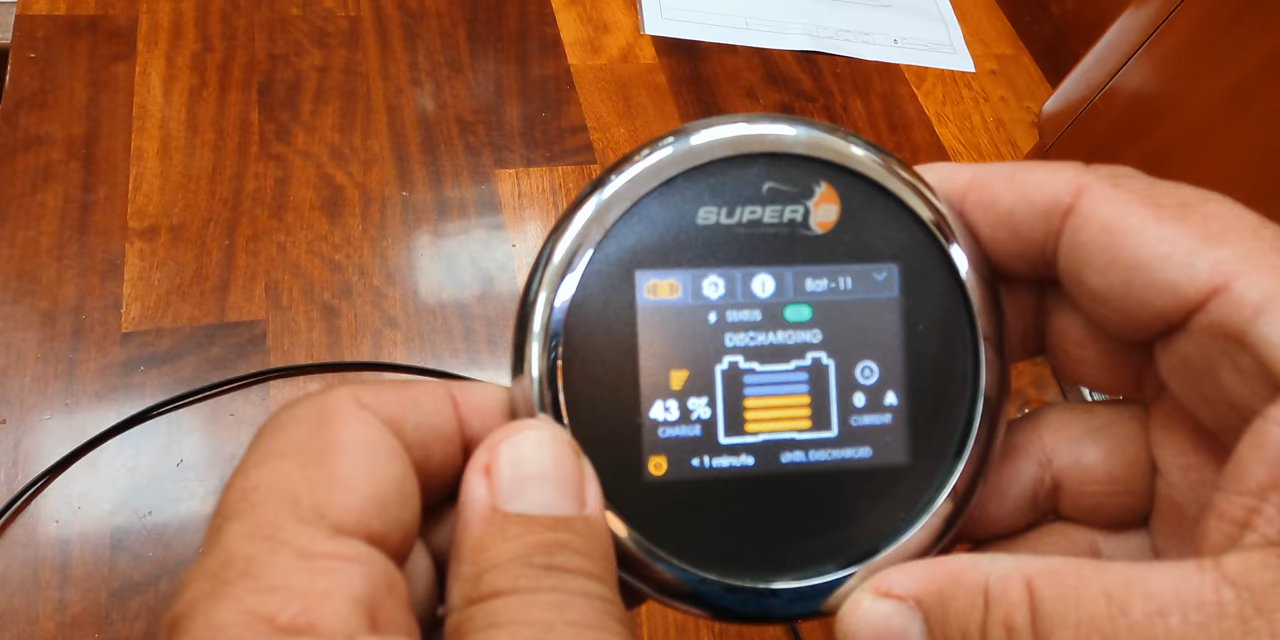 SUPER B
Bat-11
STATUS
DISCHARGING
43 %
CHARGE
0 A
CURRENT
< 1 minute UNTIL DISCHARGED